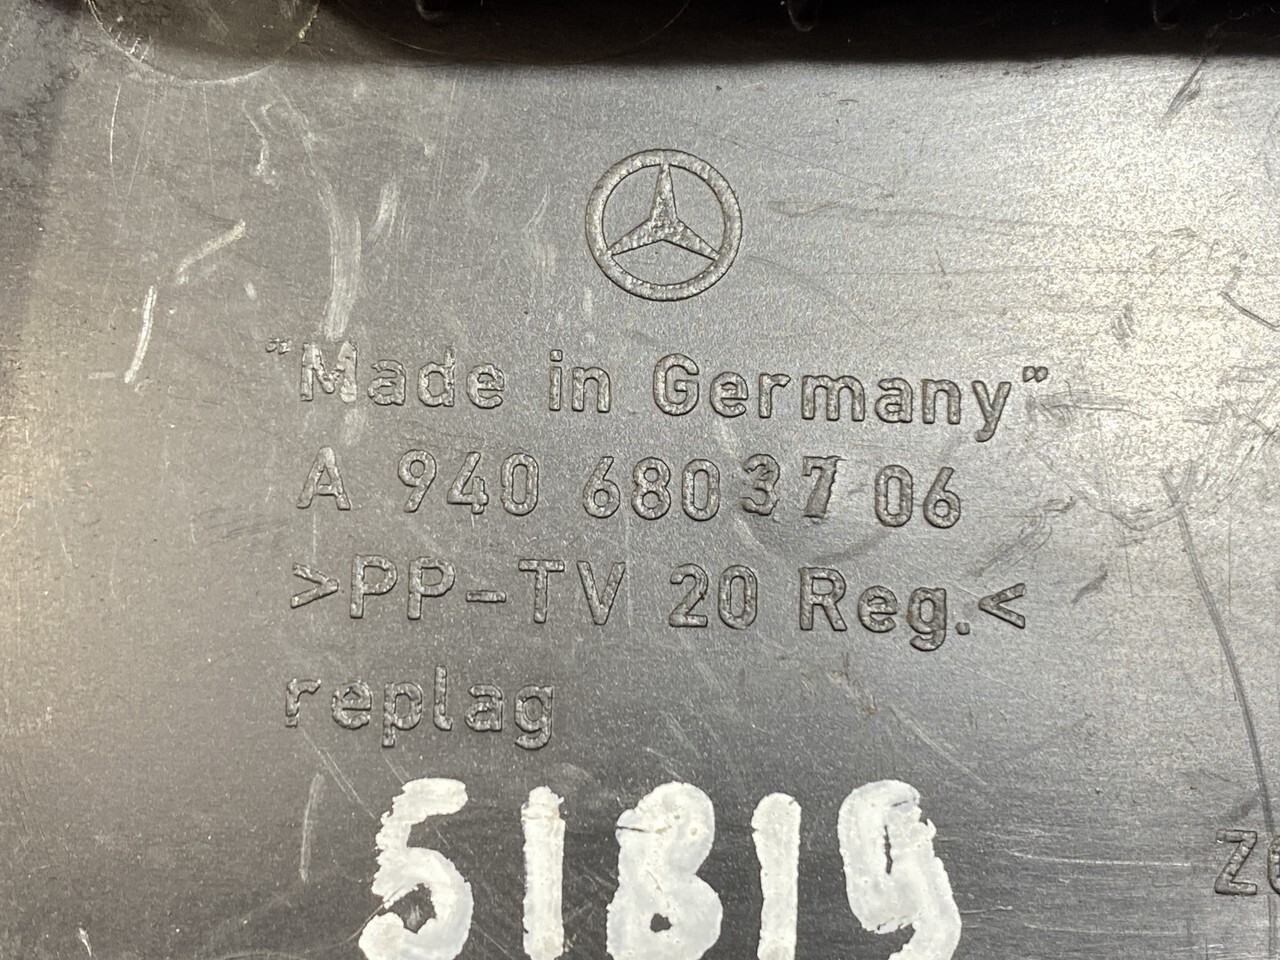 "Made in Germany"
A 940 680 37 06
>PP-TV 20 Reg.<
replag
51819